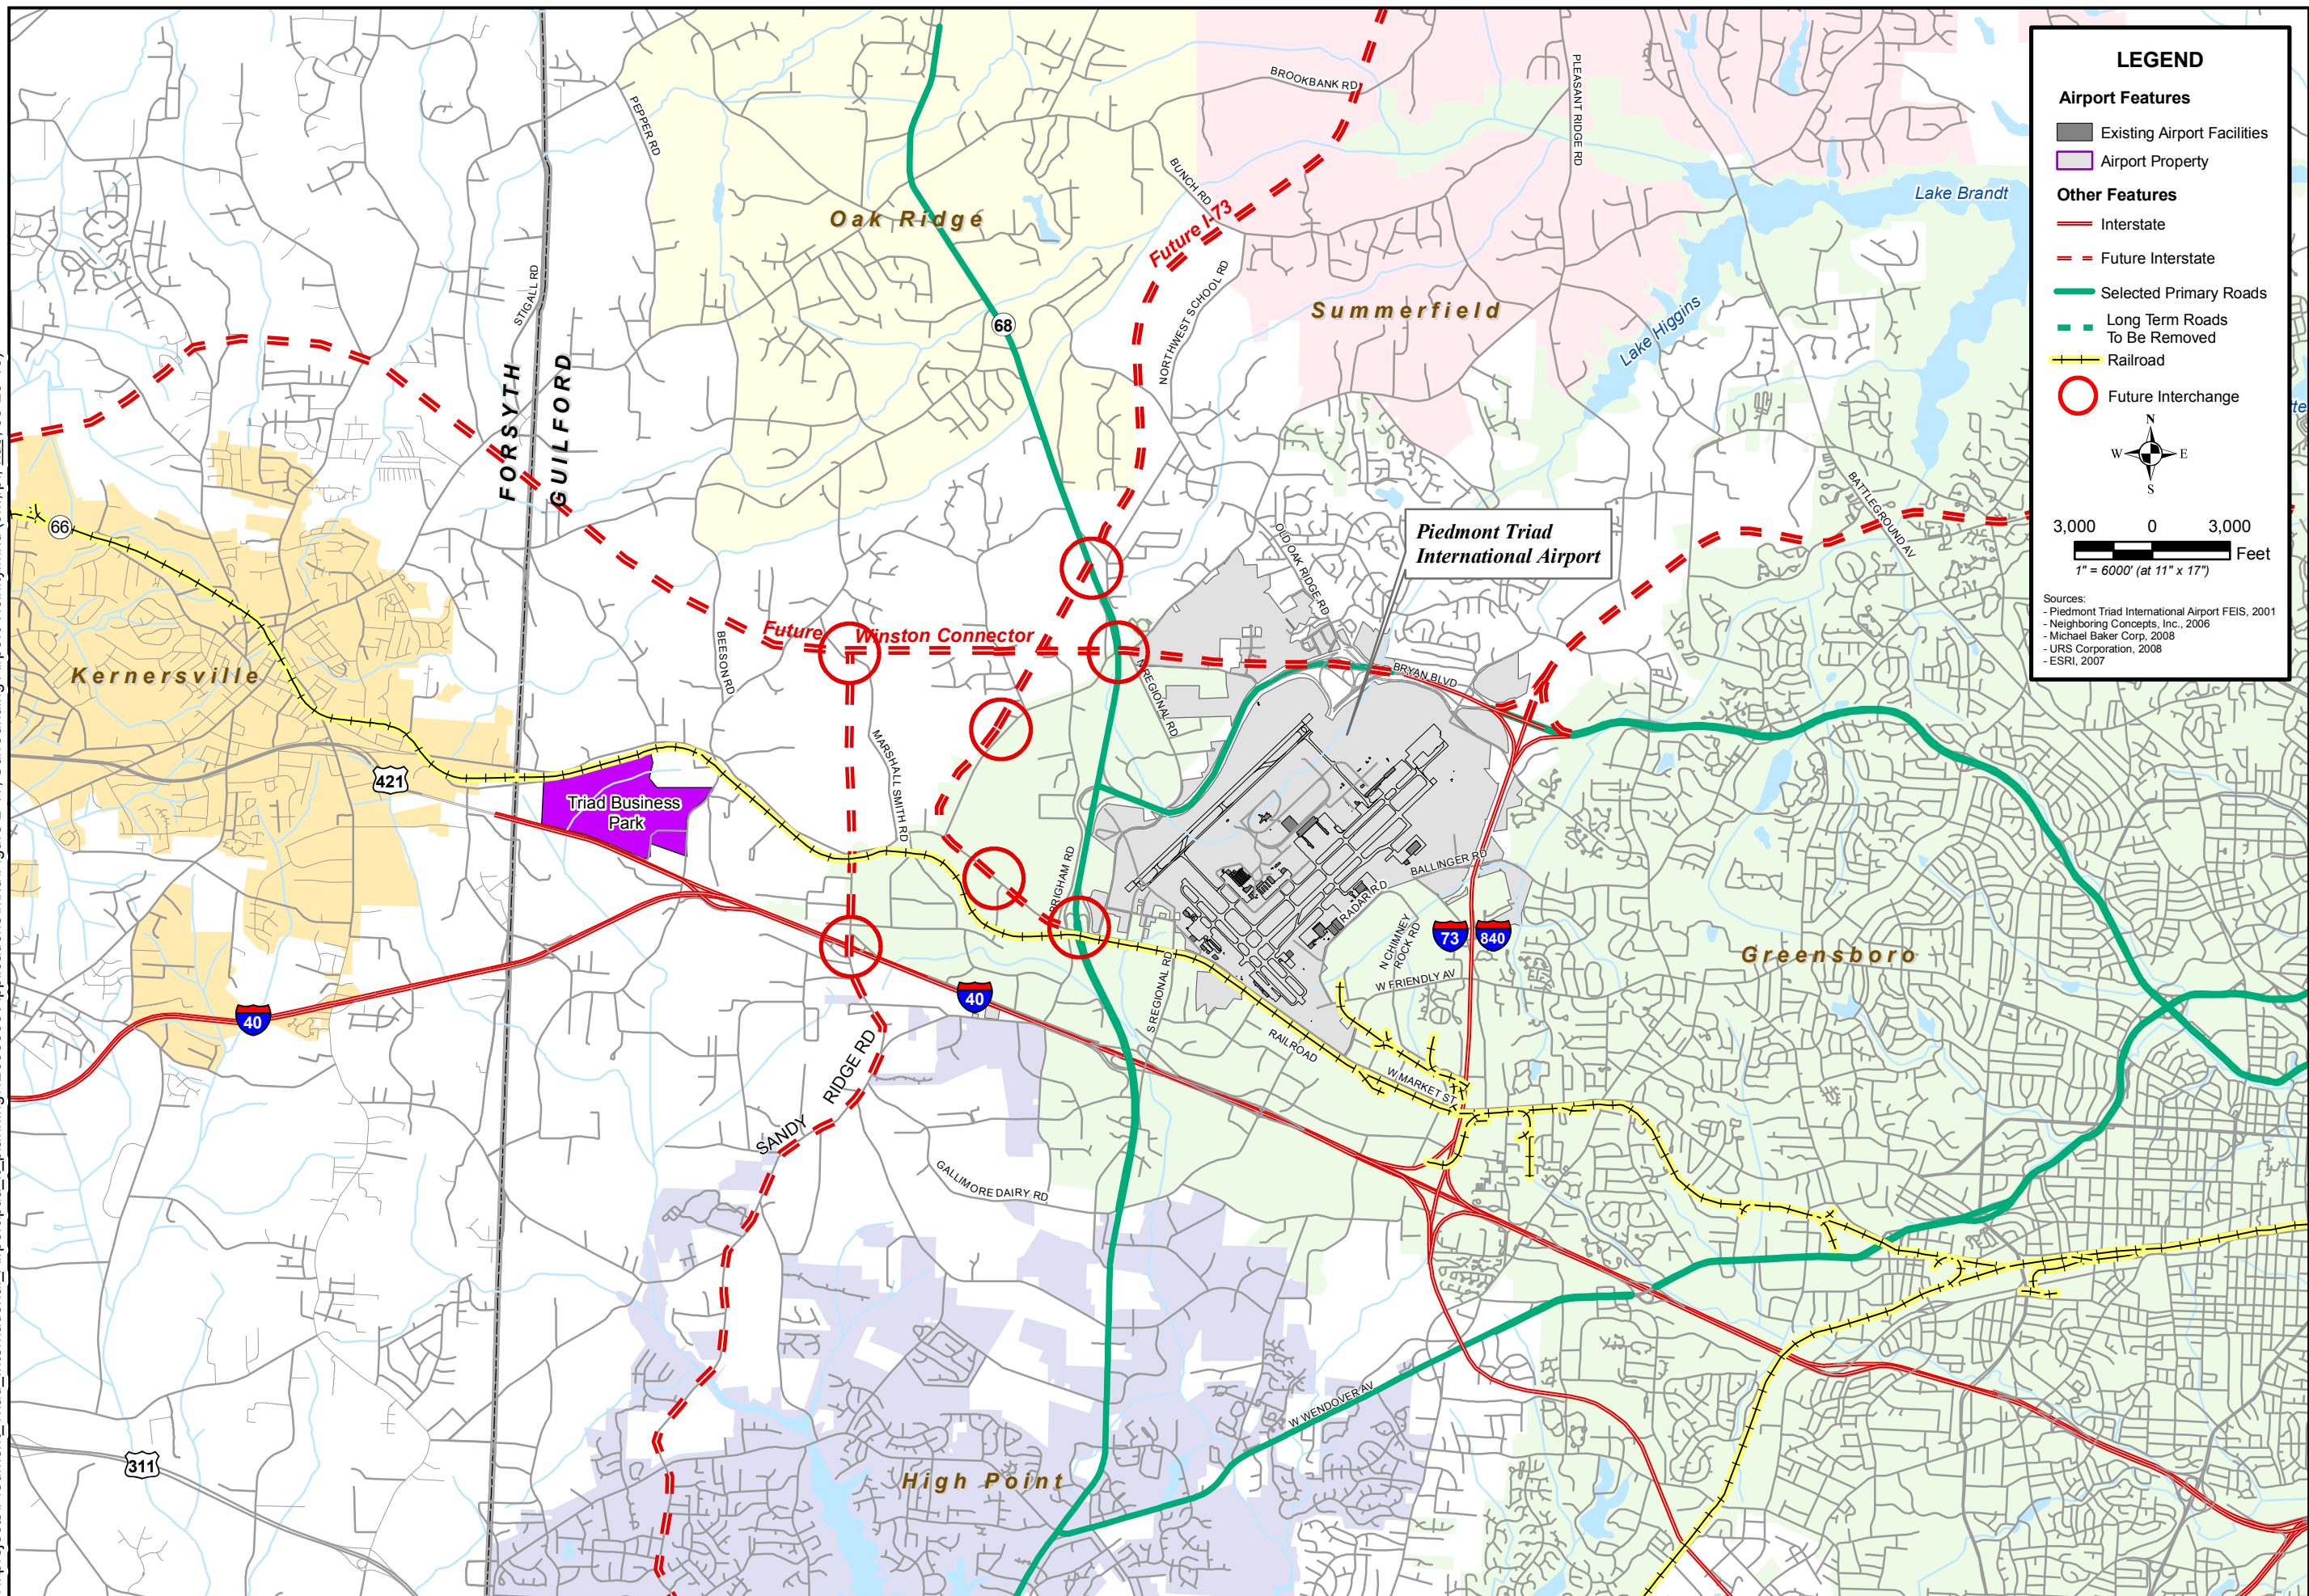 LEGEND
Airport Features
Existing Airport Facilities
Airport Property
Other Features
Interstate
Future Interstate
Selected Primary Roads
Long Term Roads
To Be Removed
Railroad
Future Interchange
N
W E
S
3,000 0 3,000
Feet
1" = 6000' (at 11" x 17")
Sources:
- Piedmont Triad International Airport FEIS, 2001
- Neighboring Concepts, Inc., 2006
- Michael Baker Corp, 2008
- URS Corporation, 2008
- ESRI, 2007
BROOKBANK RD
PLEASANT RIDGE RD
PEPPER RD
BUNCH RD
Lake Brandt
Oak Ridge
Future I-73
STIGALL RD
NORTHWEST SCHOOL RD
Summerfield
Lake Higgins
68
FORSYTH
GUILFORD
66
BATTLEGROUND AV
OLD OAK RIDGE RD
Piedmont Triad
International Airport
Future Winston Connector
BEESON RD
N REGIONAL RD
BRYAN BLVD
Kernersville
MARSHALL SMITH RD
421
Triad Business
Park
BRIGHAM RD
BALLINGER RD
RADAR RD
N CHIMNEY
ROCK RD
73
840
Greensboro
W FRIENDLY AV
40
40
S REGIONAL RD
RAILROAD
W MARKET ST
SANDY RIDGE RD
GALLIMORE DAIRY RD
W WENDOVER AV
311
High Point